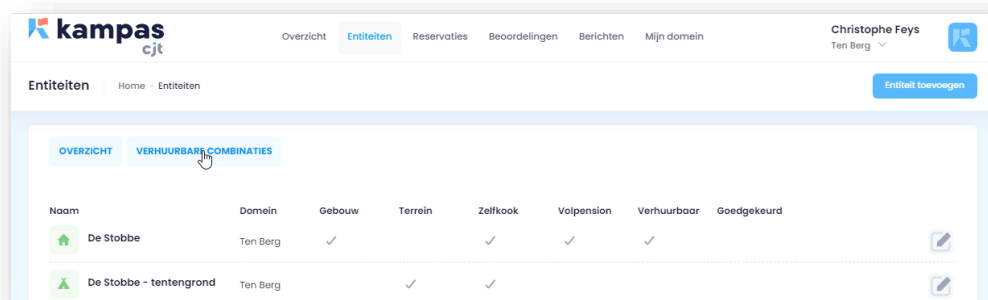 kampas
cjt
Overzicht Entiteiten Reservaties Beoordelingen Berichten Mijn domein
Christophe Feys
Ten Berg
Entiteiten Home - Entiteiten Entiteit toevoegen
OVERZICHT VERHUURBARE COMBINATIES
Naam Domein Gebouw Terrein Zelfkook Volpension Verhuurbaar Goedgekeurd
De Stobbe Ten Berg
De Stobbe - tentengrond Ten Berg